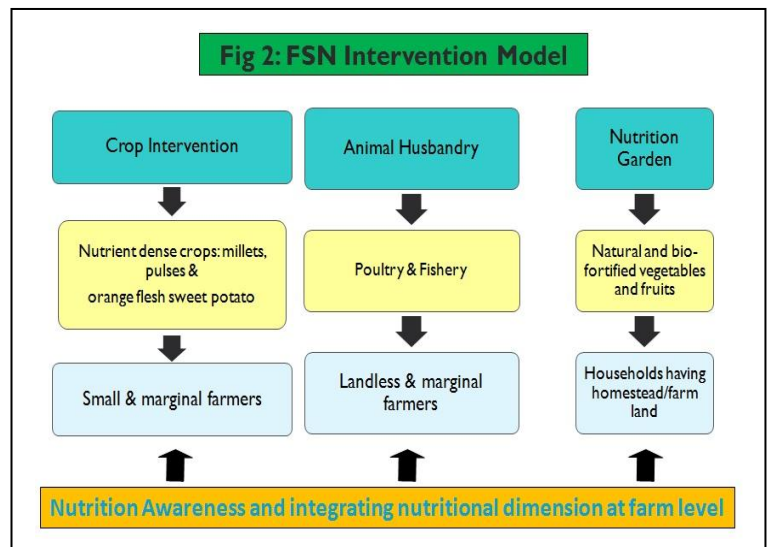 Fig 2: FSN Intervention Model
Crop Intervention
Nutrient dense crops: millets,
pulses &
orange flesh sweet potato
Small & marginal farmers
Animal Husbandry
Poultry & Fishery
Landless & marginal
farmers
Nutrition
Garden
Natural and bio-
fortified vegetables
and fruits
Households having
homestead/farm
land
Nutrition Awareness and integrating nutritional dimension at farm level